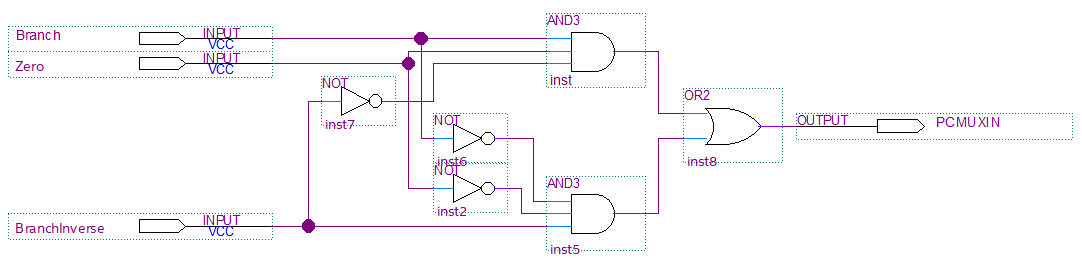 AND3
Branch
INPUT
VCC
Zero
INPUT
VCC
inst
NOT
inst7
OR2
NOT
inst6
OUTPUT
PCMUXIN
inst8
NOT
inst2
AND3
BranchInverse
INPUT
VCC
inst5